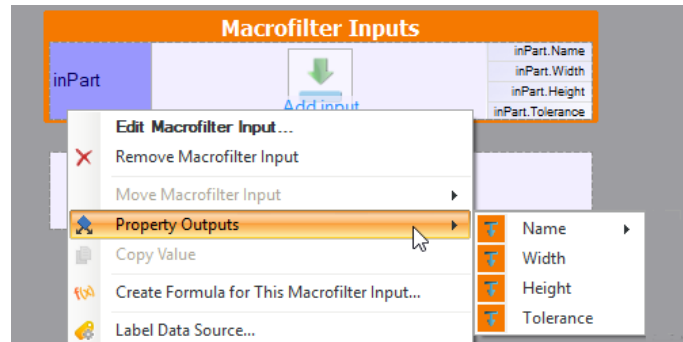 Macrofilter Inputs
inPart
Add input
inPart.Name
inPart.Width
inPart.Height
inPart.Tolerance
Edit Macrofilter Input...
Remove Macrofilter Input
Move Macrofilter Input
Property Outputs
Copy Value
f(x) Create Formula for This Macrofilter Input...
Label Data Source...
Name
Width
Height
Tolerance